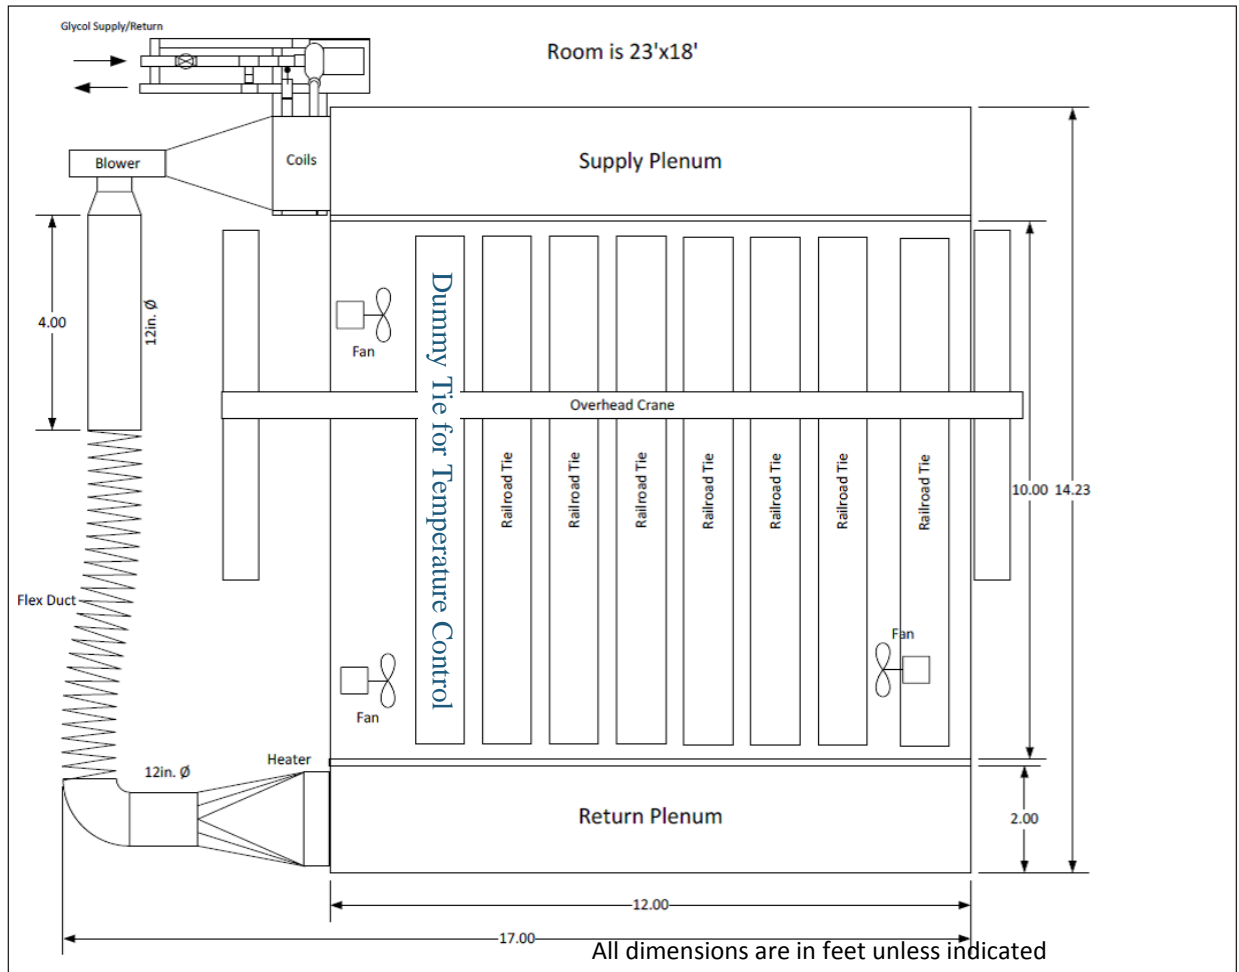 Glycol Supply/Return
Room is 23'x18'
Blower
Coils
Supply Plenum
4.00
12in. Ø
Fan
Dummy Tie for Temperature Control
Overhead Crane
Railroad Tie
Railroad Tie
Railroad Tie
Railroad Tie
Railroad Tie
Railroad Tie
Railroad Tie
10.00
14.23
Flex Duct
Fan
Fan
Heater
12in. Ø
Return Plenum
2.00
12.00
17.00
All dimensions are in feet unless indicated